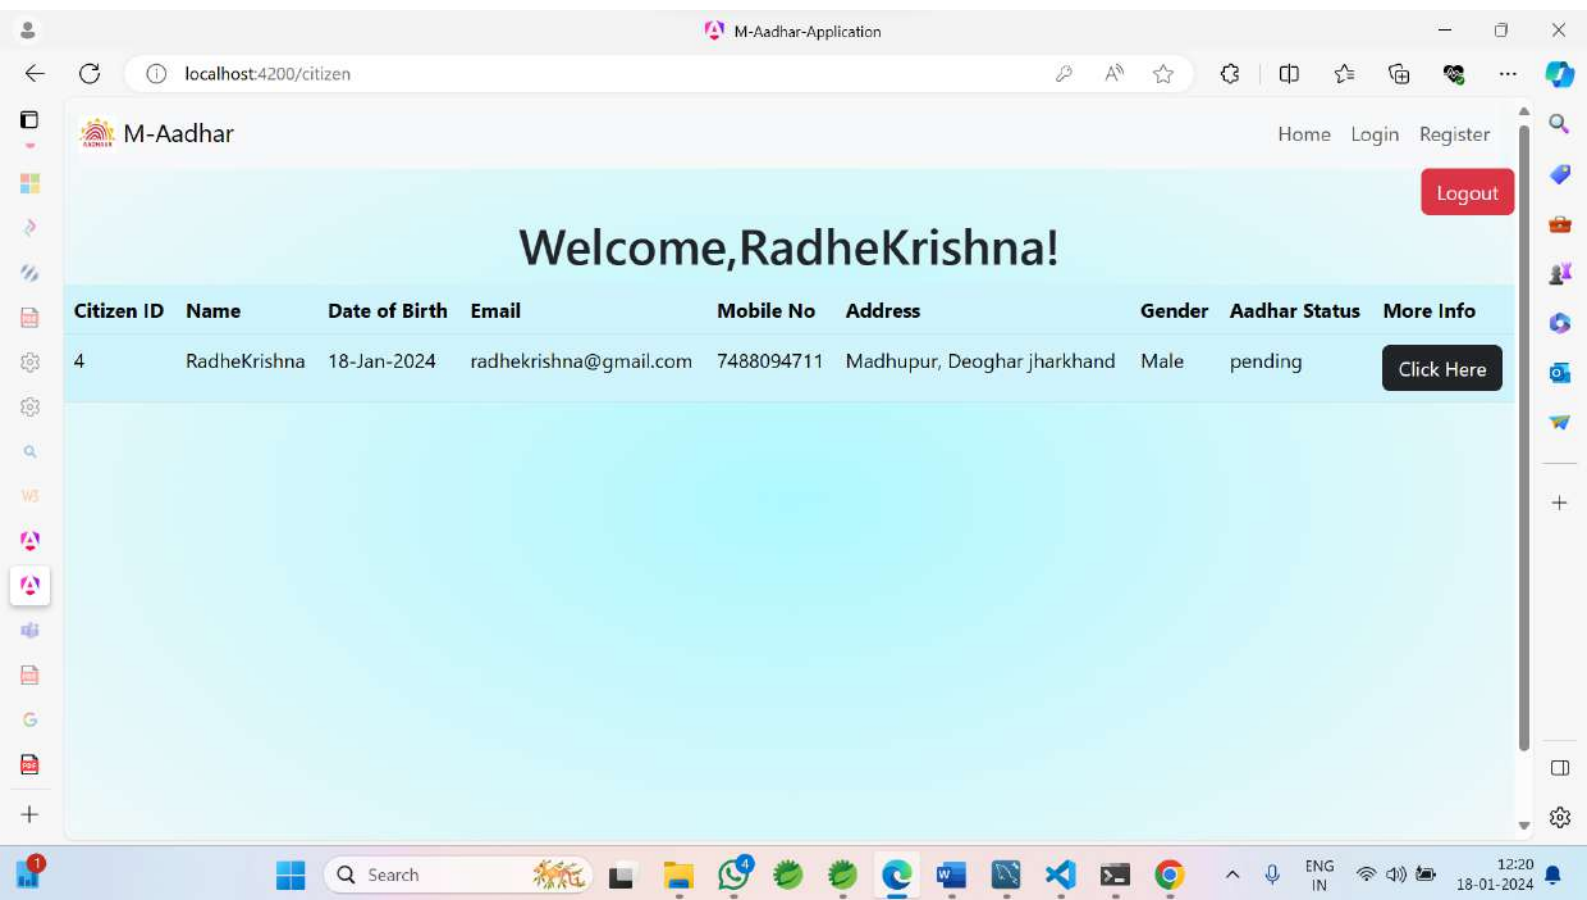 M-Aadhar-Application
localhost:4200/citizen
M-Aadhar
Home Login Register
Logout
Welcome,RadheKrishna!
Citizen ID Name Date of Birth Email Mobile No Address Gender Aadhar Status More Info
4 RadheKrishna 18-Jan-2024 radhekrishna@gmail.com 7488094711 Madhupur, Deoghar jharkhand Male pending Click Here
1
Search
4
ENG
IN
12:20
18-01-2024